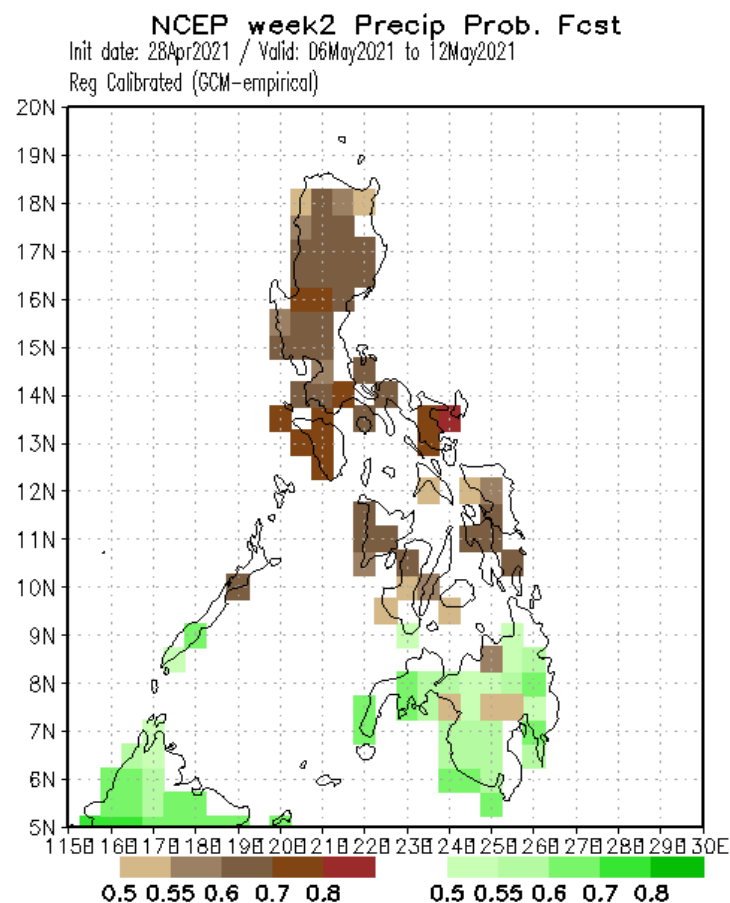 NCEP week2 Precip Prob. Fcst
Init date: 28Apr2021 / Valid: 06May2021 to 12May2021
Reg Calibrated (GCM-empirical)
20N
19N
18N
17N
16N
15N
14N
13N
12N
11N
10N
9N
8N
7N
6N
5N
115E 116E 117E 118E 119E 120E 121E 122E 123E 124E 125E 126E 127E 128E 129E 130E
0.5 0.55 0.6 0.7 0.8 0.5 0.55 0.6 0.7 0.8